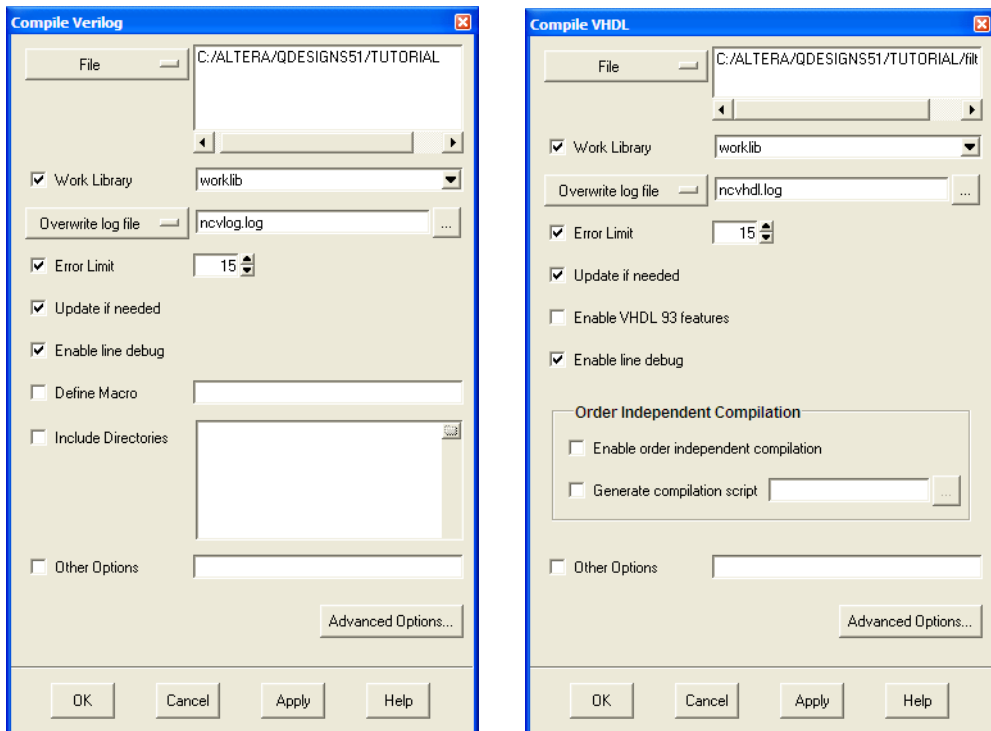 Compile Verilog
File
C:/ALTERA/QDESIGNS51/TUTORIAL
Work Library
worklib
Overwrite log file
ncvlog.log
...
Error Limit
15
Update if needed
Enable line debug
Define Macro
Include Directories
Other Options
Advanced Options...
OK Cancel Apply Help
Compile VHDL
File
C:/ALTERA/QDESIGNS51/TUTORIAL/filt
Work Library
worklib
Overwrite log file
ncvhdl.log
...
Error Limit
15
Update if needed
Enable VHDL 93 features
Enable line debug
Order Independent Compilation
Enable order independent compilation
Generate compilation script
...
Other Options
Advanced Options...
OK Cancel Apply Help